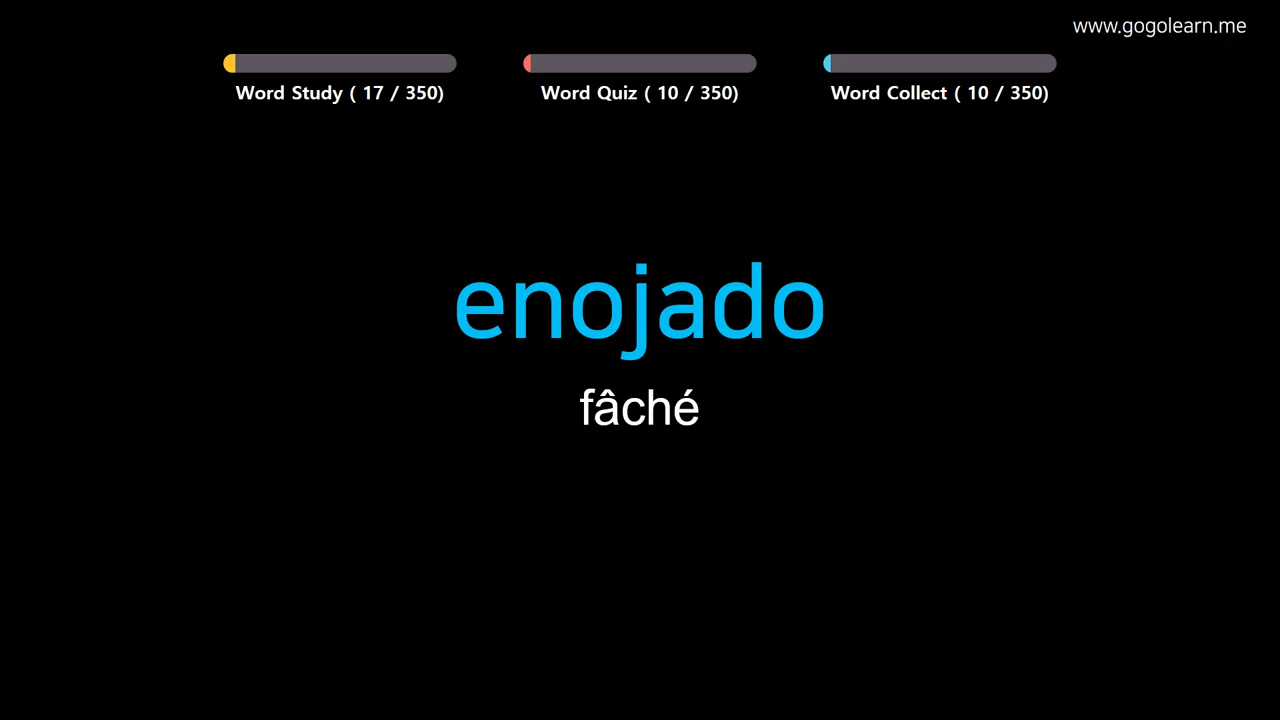 www.gogolearn.me
Word Study ( 17 / 350)
Word Quiz ( 10 / 350)
Word Collect ( 10 / 350)
enojado
fâché